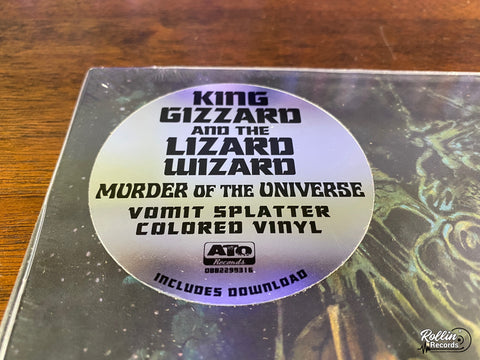 KING
GIZZARD
AND THE
LIZARD
WIZARD
MURDER OF THE UNIVERSE
VOMIT SPLATTER
COLORED VINYL
ATO
Records
0882299316
INCLUDES DOWNLOAD
Rollin
Records